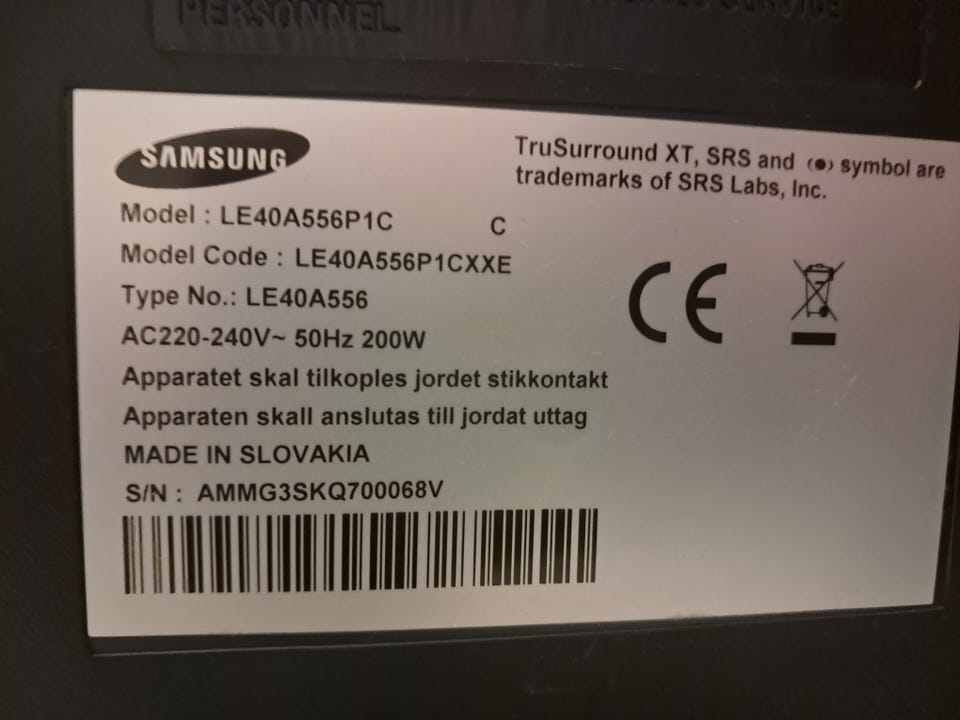 PERSONNEL.
SERVICE
SAMSUNG
TruSurround XT, SRS and (●) symbol are
trademarks of SRS Labs, Inc.
Model : LE40A556P1C C
Model Code : LE40A556P1CXXE
Type No.: LE40A556
AC220-240V~ 50Hz 200W
Apparatet skal tilkoples jordet stikkontakt
Apparaten skall anslutas till jordat uttag
MADE IN SLOVAKIA
S/N : AMMG3SKQ700068V
CE